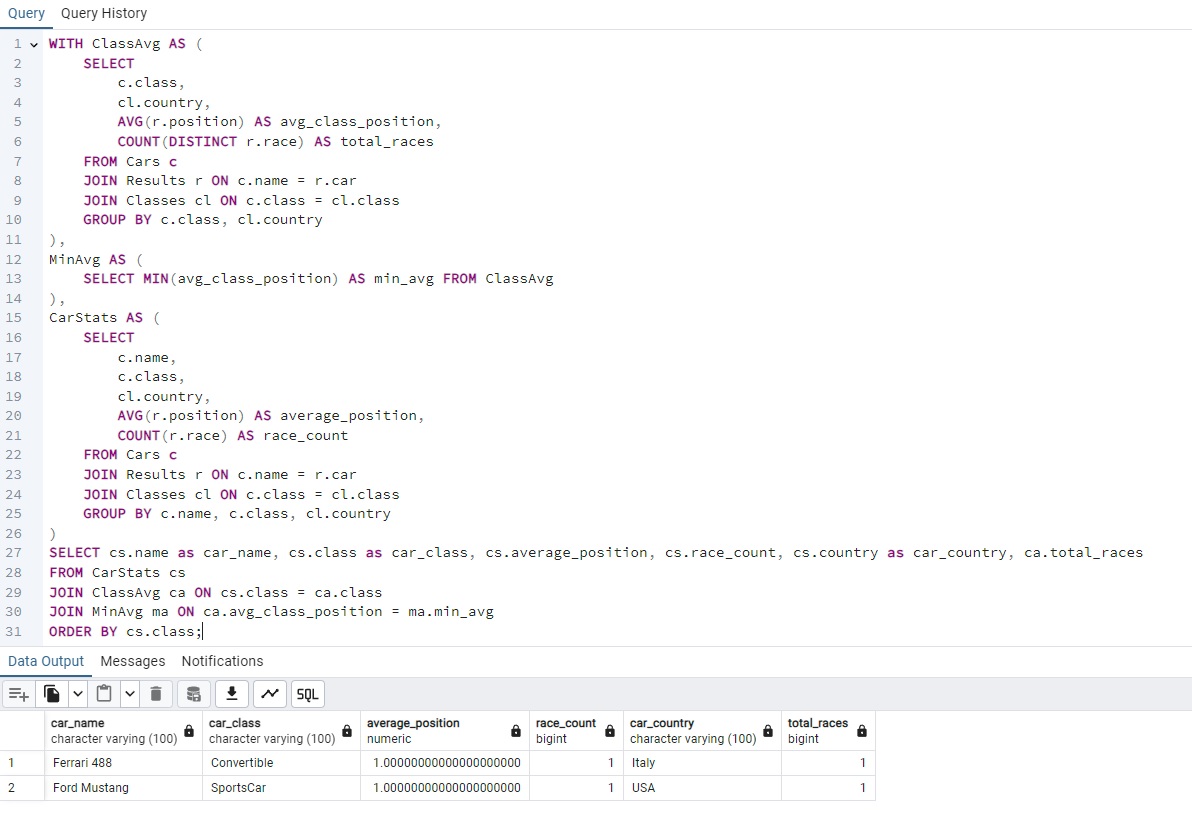 Query Query History
1 WITH ClassAvg AS (
2 SELECT
3 c.class,
4 cl.country,
5 AVG(r.position) AS avg_class_position,
6 COUNT(DISTINCT r.race) AS total_races
7 FROM Cars c
8 JOIN Results r ON c.name = r.car
9 JOIN Classes cl ON c.class = cl.class
10 GROUP BY c.class, cl.country
11 ),
12 MinAvg AS (
13 SELECT MIN(avg_class_position) AS min_avg FROM ClassAvg
14 ),
15 CarStats AS (
16 SELECT
17 c.name,
18 c.class,
19 cl.country,
20 AVG(r.position) AS average_position,
21 COUNT(r.race) AS race_count
22 FROM Cars c
23 JOIN Results r ON c.name = r.car
24 JOIN Classes cl ON c.class = cl.class
25 GROUP BY c.name, c.class, cl.country
26 )
27 SELECT cs.name as car_name, cs.class as car_class, cs.average_position, cs.race_count, cs.country as car_country, ca.total_races
28 FROM CarStats cs
29 JOIN ClassAvg ca ON cs.class = ca.class
30 JOIN MinAvg ma ON ca.avg_class_position = ma.min_avg
31 ORDER BY cs.class;
Data Output Messages Notifications
SQL
car_name car_class average_position race_count car_country total_races
character varying (100) character varying (100) numeric bigint character varying (100) bigint
1 Ferrari 488 Convertible 1.00000000000000000000 1 Italy 1
2 Ford Mustang SportsCar 1.00000000000000000000 1 USA 1